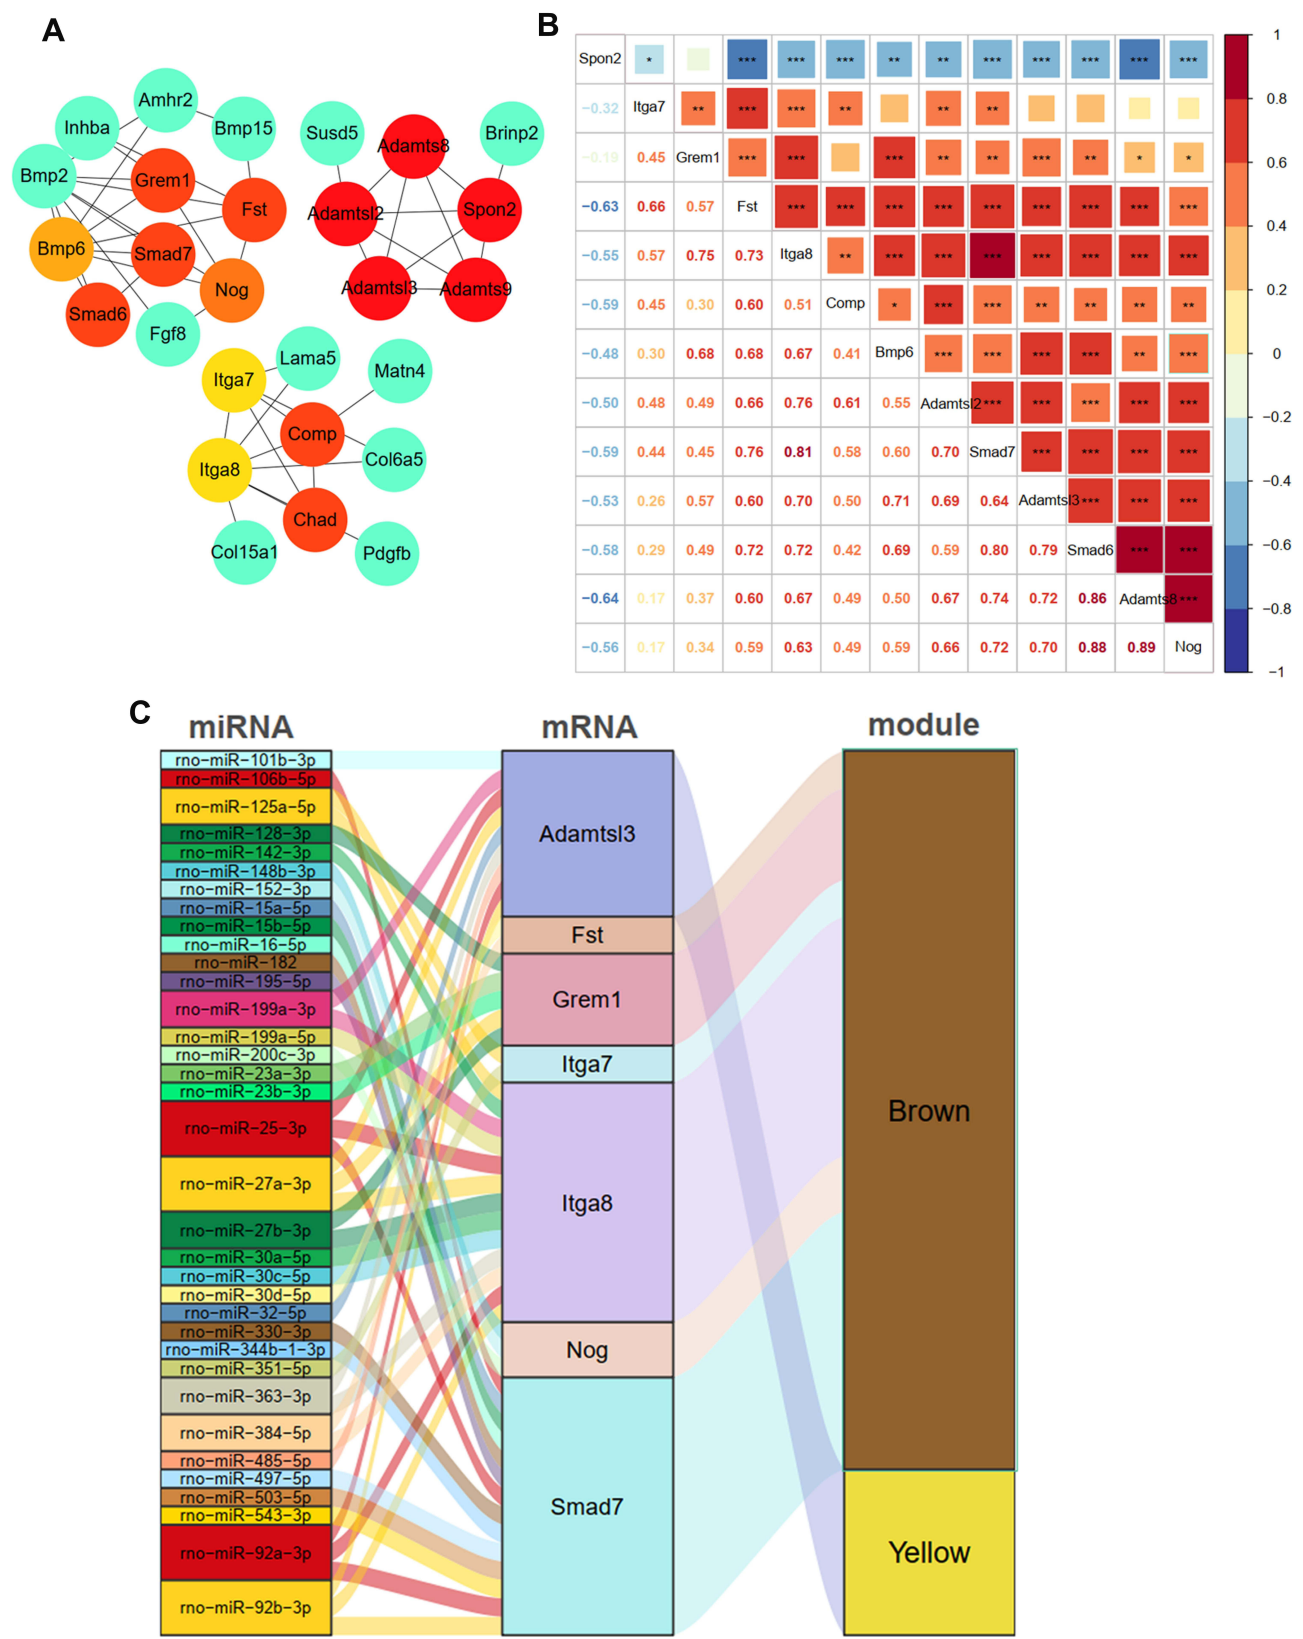 A
Amhr2
Inhba
Bmp15
Bmp2
Grem1
Fst
Bmp6
Smad7
Nog
Smad6
Fgf8
Susd5
Adamts8
Brinp2
Adamtsl2
Spon2
Adamtsl3
Adamts9
Lama5
Itga7
Matn4
Comp
Itga8
Col6a5
Chad
Col15a1
Pdgfb
B
Spon2 * *** *** *** ** ** *** *** *** *** ***
−0.32 Itga7 ** *** *** ** ** **
−0.19 0.45 Grem1 *** *** *** ** ** *** ** * *
−0.63 0.66 0.57 Fst *** *** *** *** *** *** *** *** ***
−0.55 0.57 0.75 0.73 Itga8 ** *** *** *** *** *** *** ***
−0.59 0.45 0.30 0.60 0.51 Comp * *** *** ** ** ** **
−0.48 0.30 0.68 0.68 0.67 0.41 Bmp6 *** *** *** *** ** ***
−0.50 0.48 0.49 0.66 0.76 0.61 0.55 Adamtsl2 *** *** *** *** ***
−0.59 0.44 0.45 0.76 0.81 0.58 0.60 0.70 Smad7 *** *** *** ***
−0.53 0.26 0.57 0.60 0.70 0.50 0.71 0.69 0.64 Adamtsl3 *** *** ***
−0.58 0.29 0.49 0.72 0.72 0.42 0.69 0.59 0.80 0.79 Smad6 *** ***
−0.64 0.17 0.37 0.60 0.67 0.49 0.50 0.67 0.74 0.72 0.86 Adamts8 ***
−0.56 0.17 0.34 0.59 0.63 0.49 0.59 0.66 0.72 0.70 0.88 0.89 Nog
1
0.8
0.6
0.4
0.2
0
−0.2
−0.4
−0.6
−0.8
−1
C
miRNA
mRNA
module
rno−miR−101b−3p
rno−miR−106b−5p
rno−miR−125a−5p
rno−miR−128−3p
rno−miR−142−3p
rno−miR−148b−3p
rno−miR−152−3p
rno−miR−15a−5p
rno−miR−15b−5p
rno−miR−16−5p
rno−miR−182
rno−miR−195−5p
rno−miR−199a−3p
rno−miR−199a−5p
rno−miR−200c−3p
rno−miR−23a−3p
rno−miR−23b−3p
rno−miR−25−3p
rno−miR−27a−3p
rno−miR−27b−3p
rno−miR−30a−5p
rno−miR−30c−5p
rno−miR−30d−5p
rno−miR−32−5p
rno−miR−330−3p
rno−miR−344b−1−3p
rno−miR−351−5p
rno−miR−363−3p
rno−miR−384−5p
rno−miR−485−5p
rno−miR−497−5p
rno−miR−503−5p
rno−miR−543−3p
rno−miR−92a−3p
rno−miR−92b−3p
Adamtsl3
Fst
Grem1
Itga7
Itga8
Nog
Smad7
Brown
Yellow